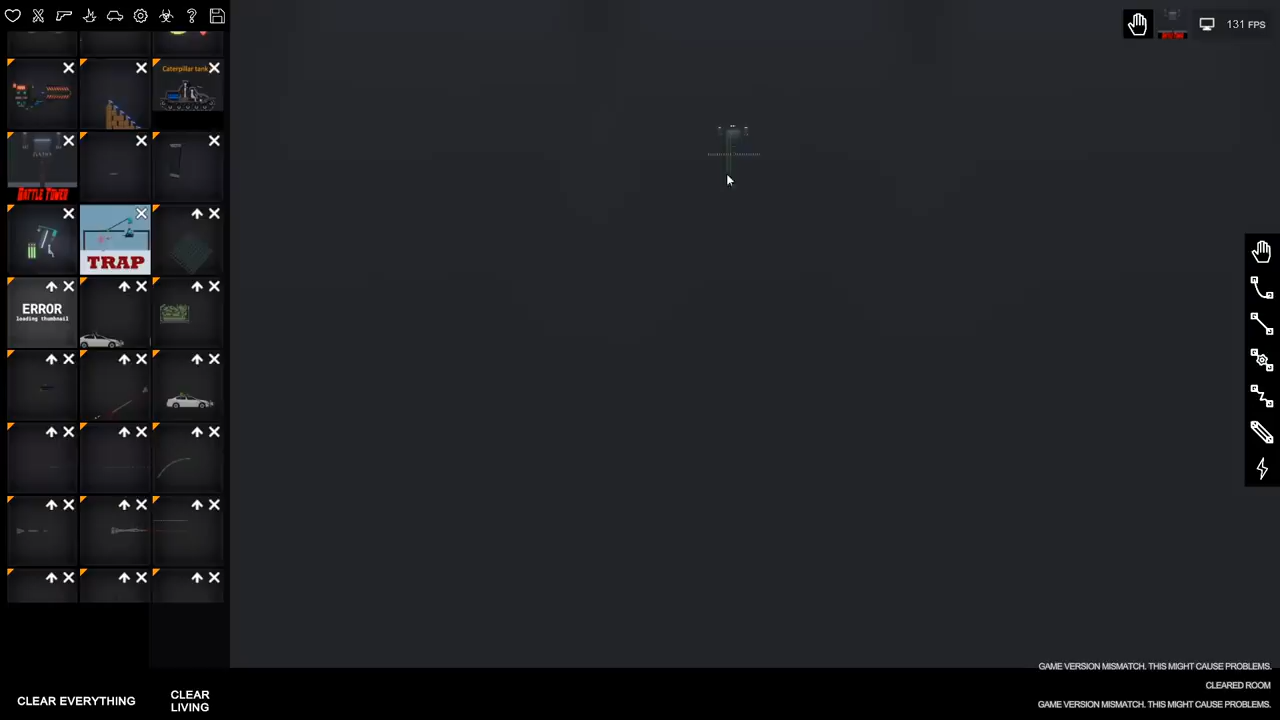 131 FPS
Caterpillar tank
BATTLE TOWER
TRAP
ERROR
loading thumbnail
GAME VERSION MISMATCH. THIS MIGHT CAUSE PROBLEMS.
CLEARED ROOM
GAME VERSION MISMATCH. THIS MIGHT CAUSE PROBLEMS.
CLEAR EVERYTHING
CLEAR
LIVING